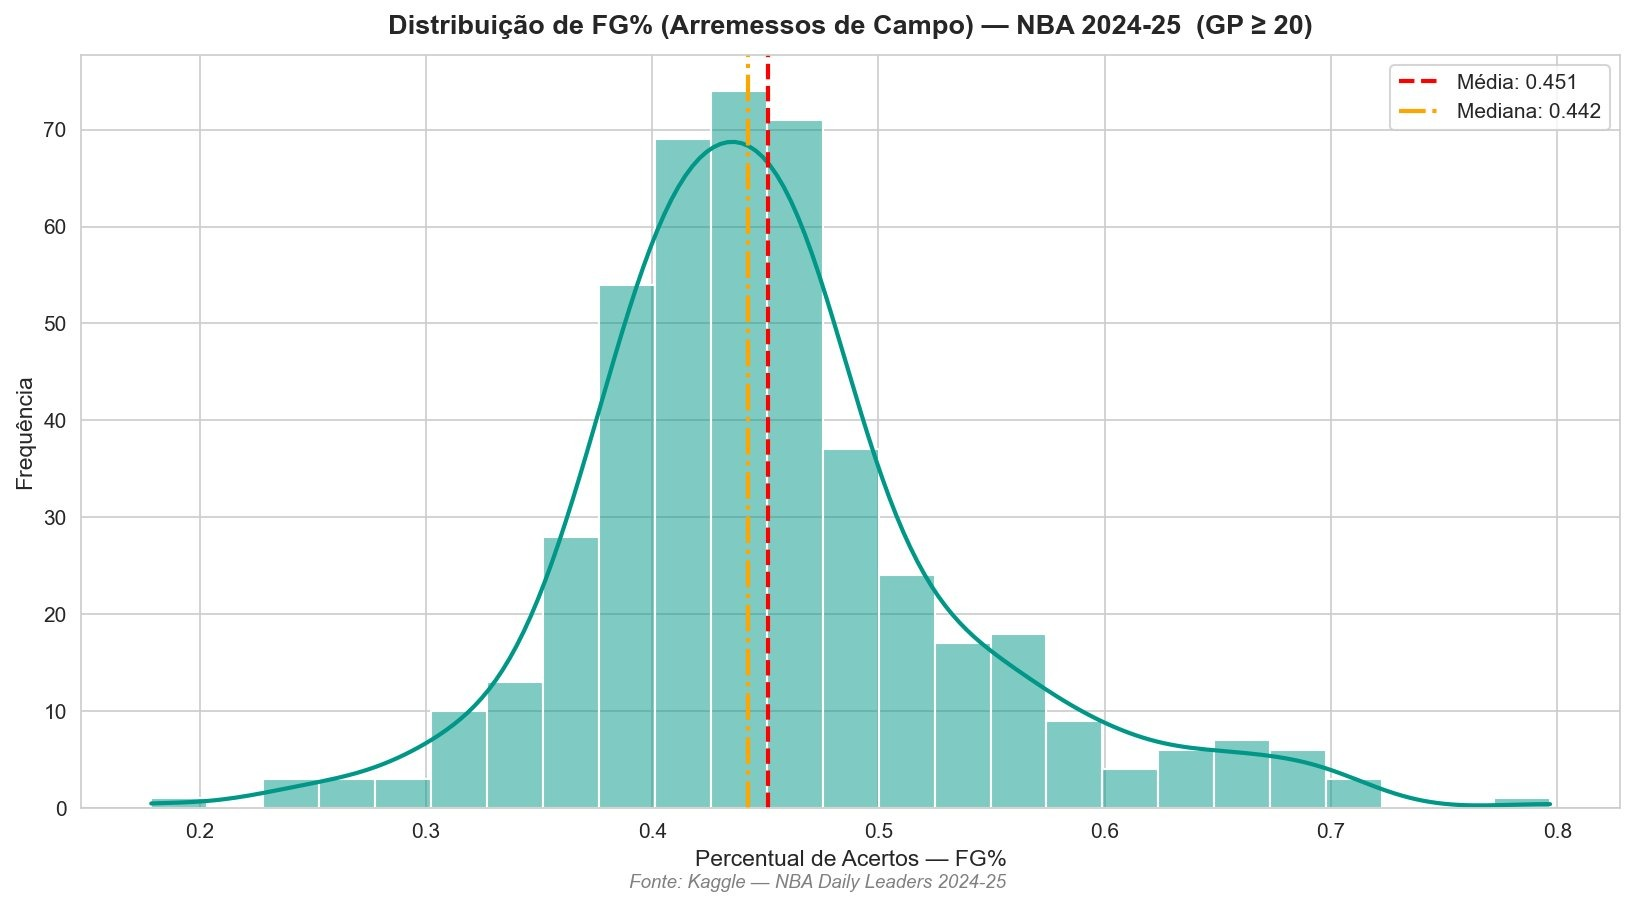 Distribuição de FG% (Arremessos de Campo) — NBA 2024-25  (GP ≥ 20)
Média: 0.451
Mediana: 0.442
Frequência
70
60
50
40
30
20
10
0
0.2
0.3
0.4
0.5
0.6
0.7
0.8
Percentual de Acertos — FG%
Fonte: Kaggle — NBA Daily Leaders 2024-25